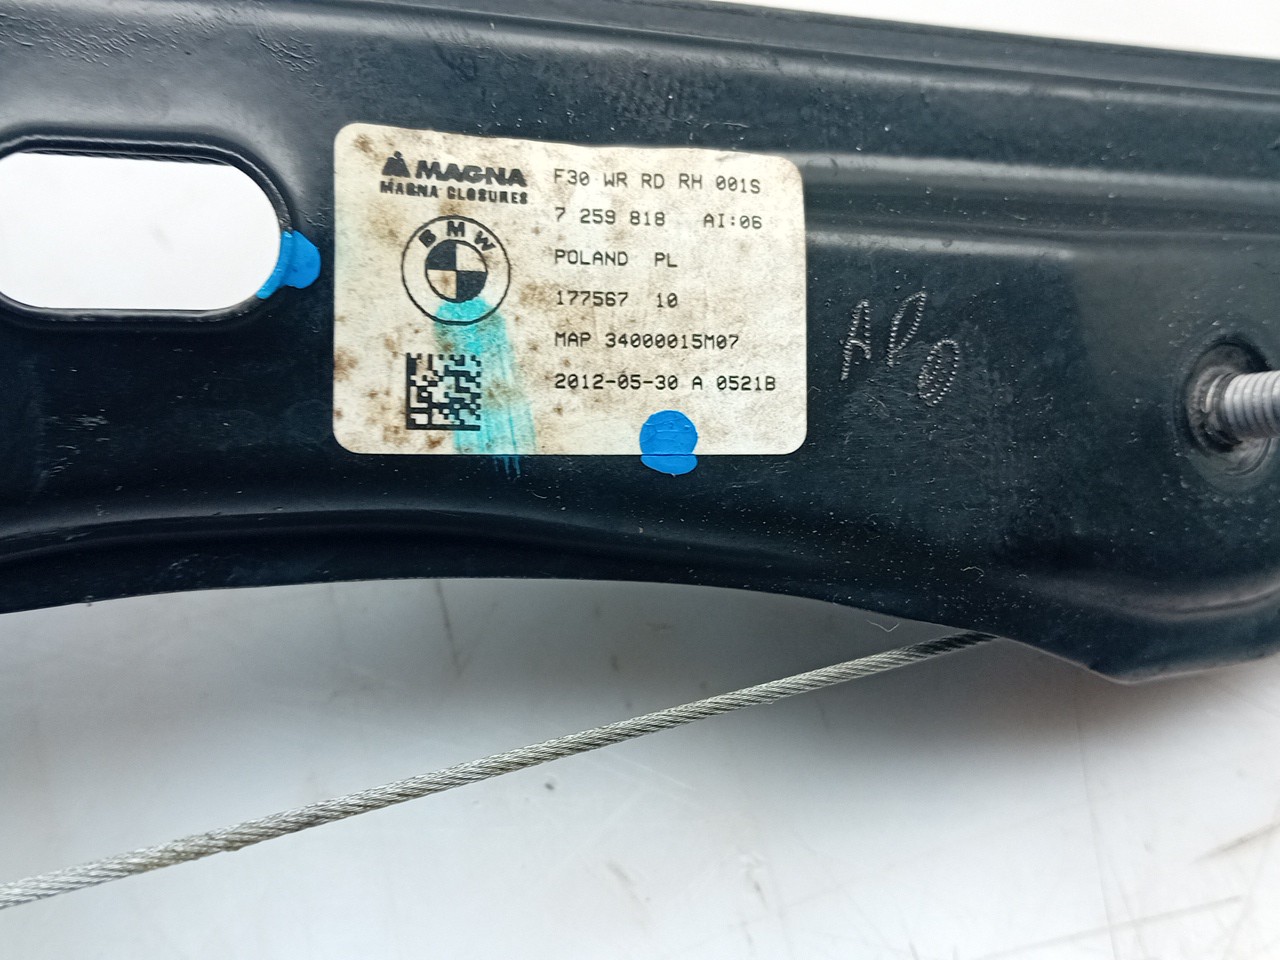 MAGNA
MAGNA CLOSURES
BMW
F30 WR RD RH 001S
7 259 818 AI:06
POLAND PL
177567 10
MAP 34000015M07
2012-05-30 A 0521B